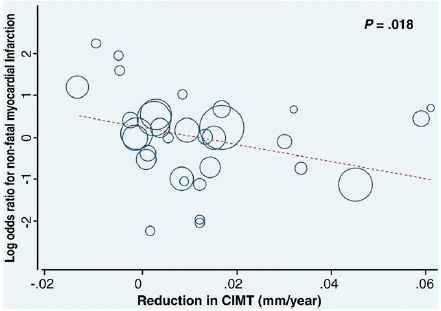 P = .018
Log odds ratio for non-fatal myocardial Infarction
2
1
0
-1
-2
-.02 0 .02 .04 .06
Reduction in CIMT (mm/year)